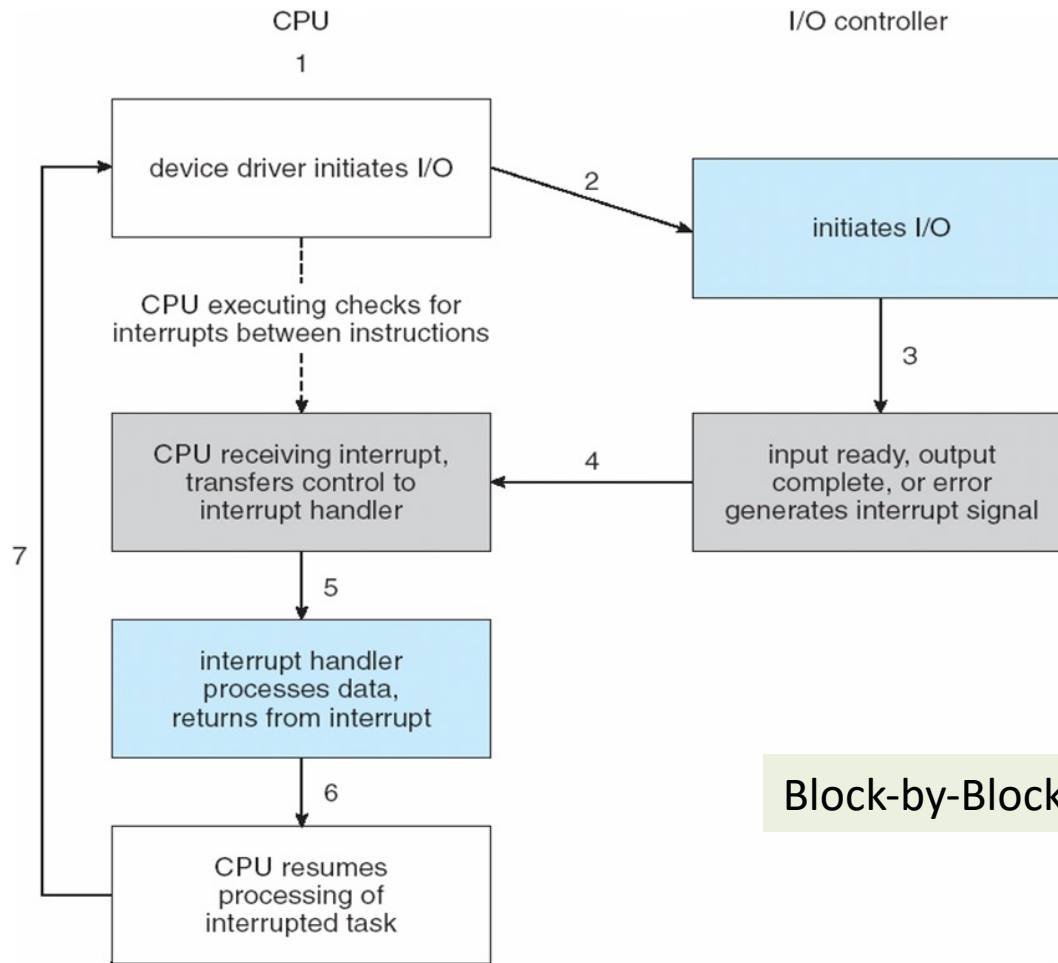 CPU
I/O controller
1
device driver initiates I/O
2
initiates I/O
CPU executing checks for
interrupts between instructions
3
CPU receiving interrupt,
transfers control to
interrupt handler
4
input ready, output
complete, or error
generates interrupt signal
7
5
interrupt handler
processes data,
returns from interrupt
6
Block-by-Block
CPU resumes
processing of
interrupted task